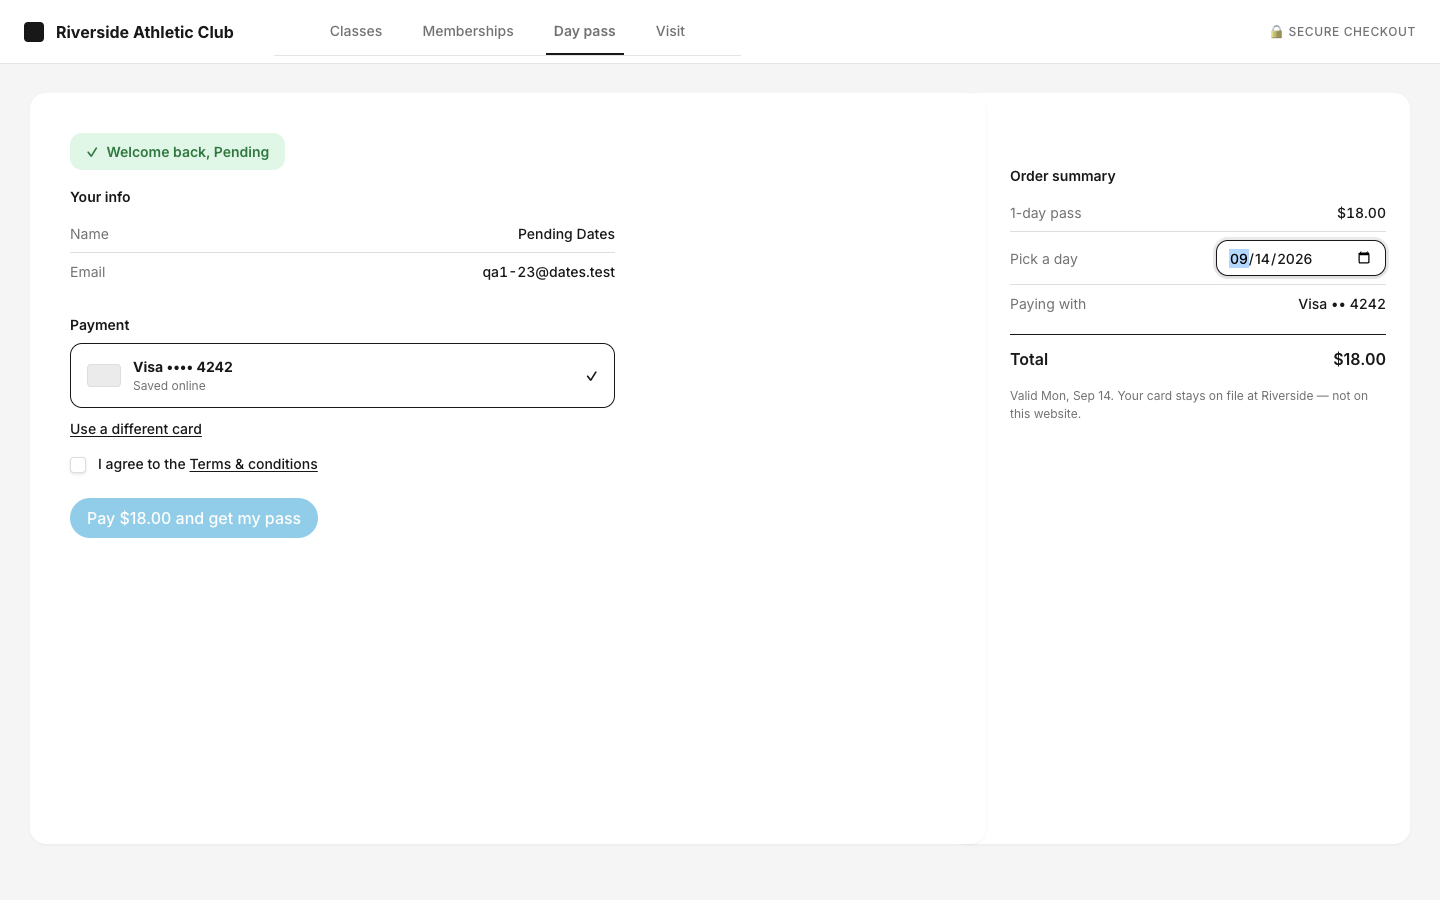 Riverside Athletic Club
Classes
Memberships
Day pass
Visit
SECURE CHECKOUT
Welcome back, Pending
Your info
Name
Pending Dates
Email
qa1-23@dates.test
Payment
Visa •••• 4242
Saved online
Use a different card
I agree to the Terms & conditions
Pay $18.00 and get my pass
Order summary
1-day pass
$18.00
Pick a day
09/14/2026
Paying with
Visa •• 4242
Total
$18.00
Valid Mon, Sep 14. Your card stays on file at Riverside — not on
this website.